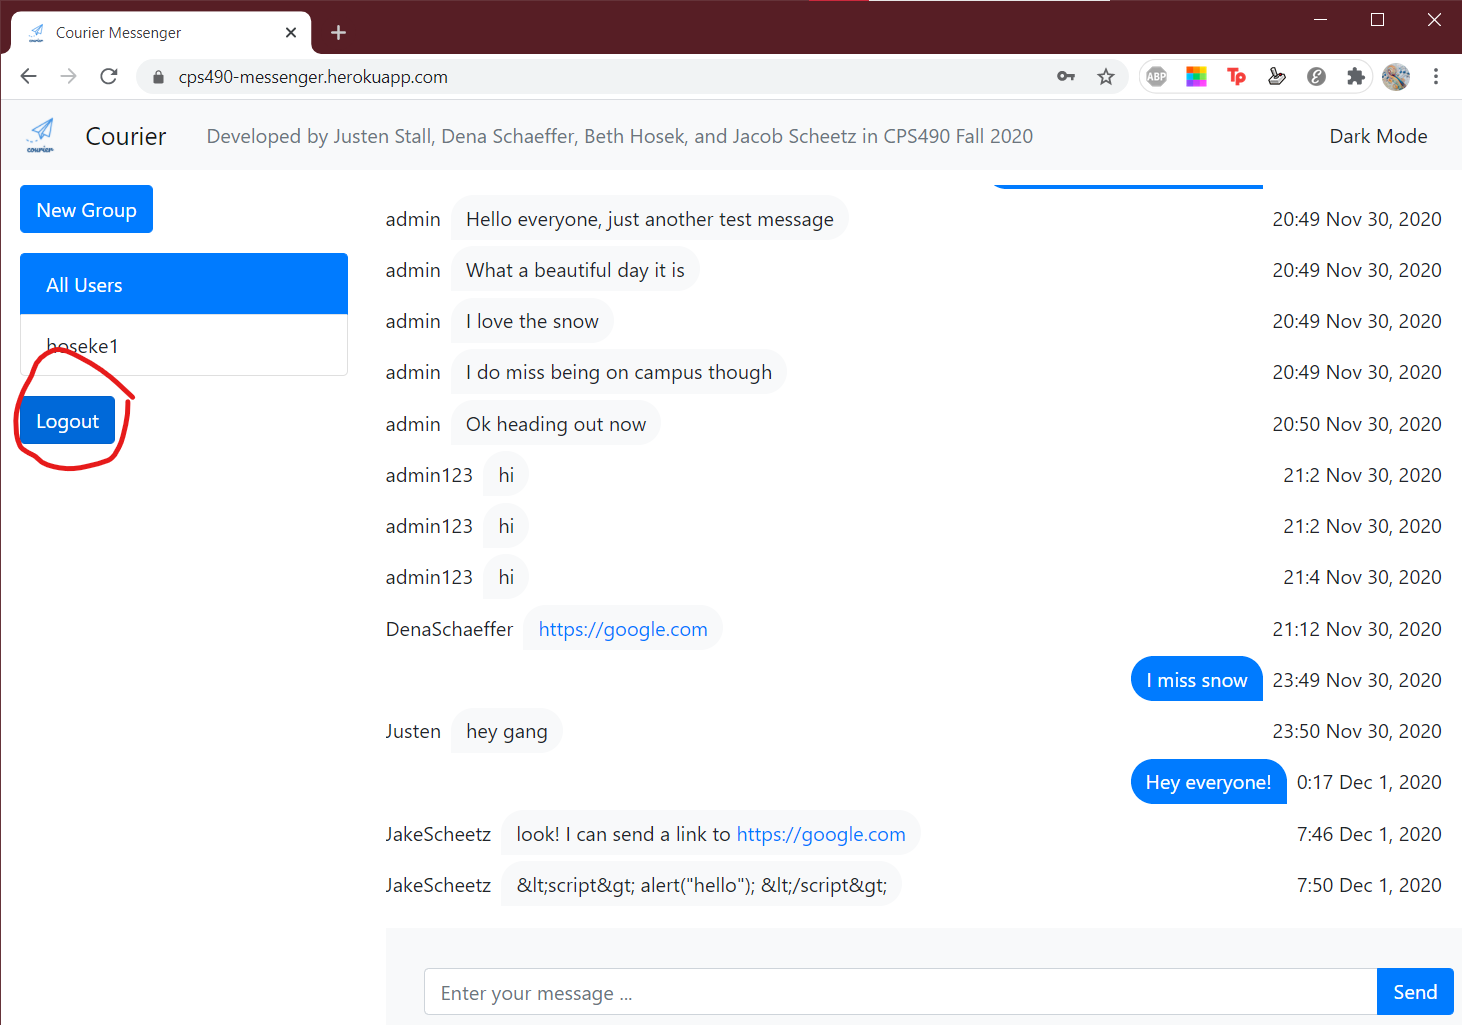 Courier Messenger
cps490-messenger.herokuapp.com
ABP
Tp
courier
Courier
Developed by Justen Stall, Dena Schaeffer, Beth Hosek, and Jacob Scheetz in CPS490 Fall 2020
Dark Mode
New Group
All Users
hoseke1
Logout
admin Hello everyone, just another test message 20:49 Nov 30, 2020
admin What a beautiful day it is 20:49 Nov 30, 2020
admin I love the snow 20:49 Nov 30, 2020
admin I do miss being on campus though 20:49 Nov 30, 2020
admin Ok heading out now 20:50 Nov 30, 2020
admin123 hi 21:2 Nov 30, 2020
admin123 hi 21:2 Nov 30, 2020
admin123 hi 21:4 Nov 30, 2020
DenaSchaeffer https://google.com 21:12 Nov 30, 2020
I miss snow 23:49 Nov 30, 2020
Justen hey gang 23:50 Nov 30, 2020
Hey everyone! 0:17 Dec 1, 2020
JakeScheetz look! I can send a link to https://google.com 7:46 Dec 1, 2020
JakeScheetz &lt;script&gt; alert("hello"); &lt;/script&gt; 7:50 Dec 1, 2020
Enter your message ...
Send